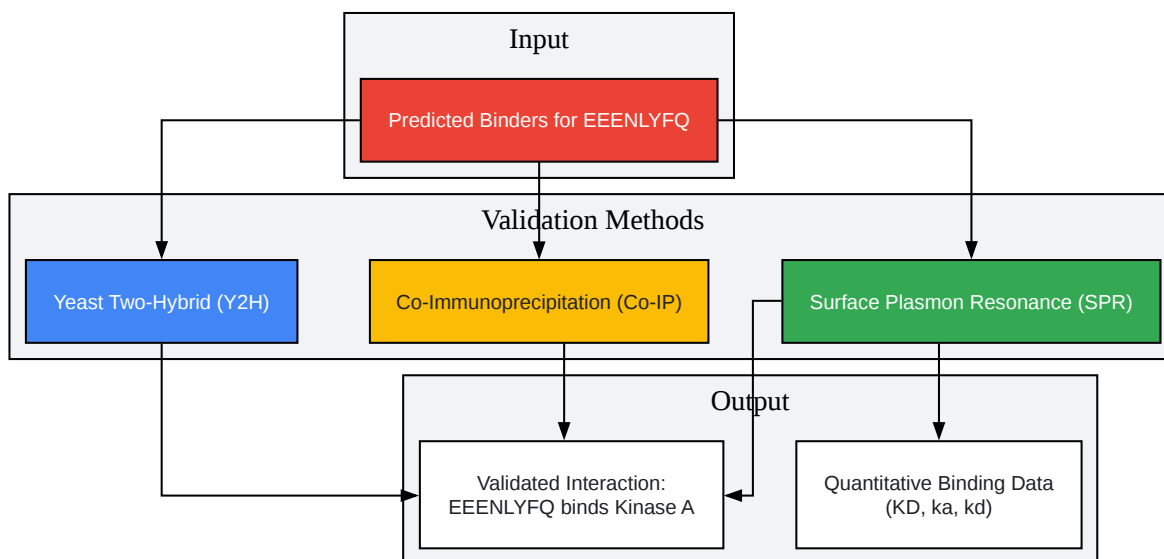 Input
Predicted Binders for EEENLYFQ
Validation Methods
Yeast Two-Hybrid (Y2H)
Co-Immunoprecipitation (Co-IP)
Surface Plasmon Resonance (SPR)
Output
Validated Interaction:
EEENLYFQ binds Kinase A
Quantitative Binding Data
(KD, ka, kd)